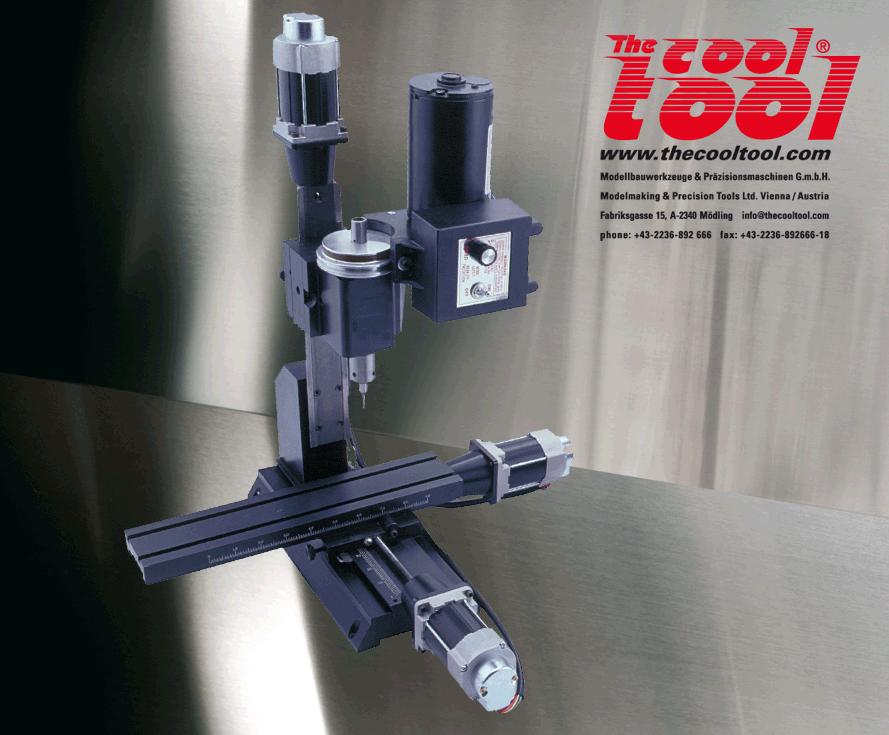 The cool tool ®
www.thecooltool.com
Modellbauwerkzeuge & Präzisionsmaschinen G.m.b.H.
Modelmaking & Precision Tools Ltd. Vienna / Austria
Fabriksgasse 15, A-2340 Mödling info@thecooltool.com
phone: +43-2236-892 666 fax: +43-2236-892666-18